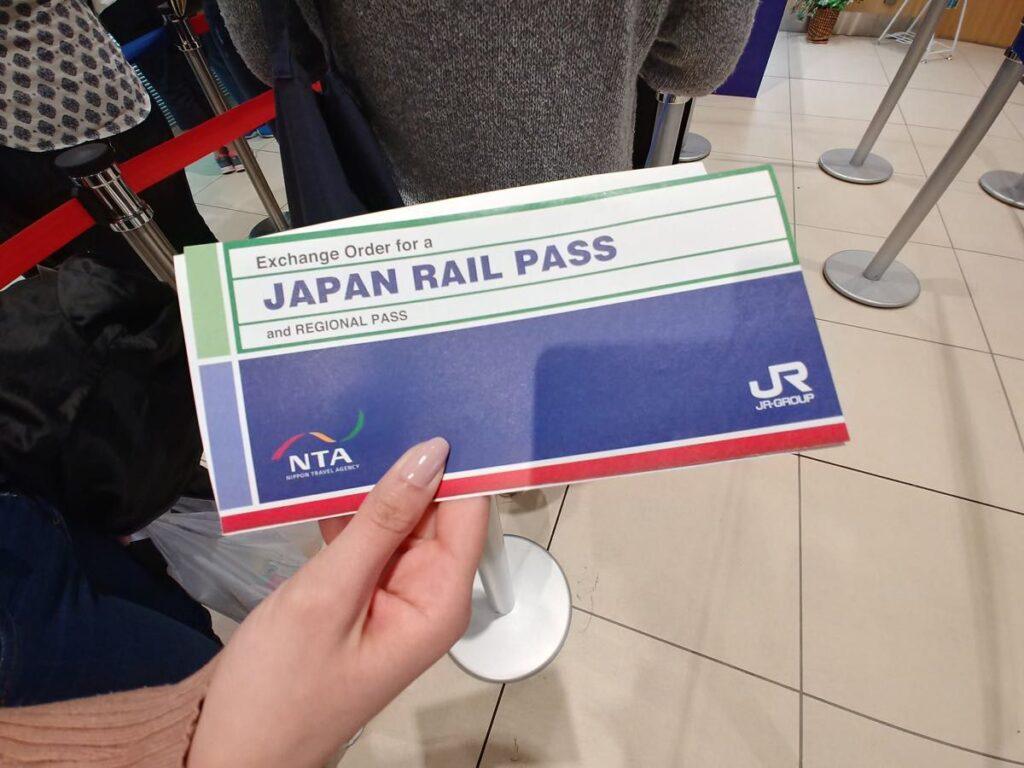 Exchange Order for a
JAPAN RAIL PASS
and REGIONAL PASS
JR
JR-GROUP
NTA
NIPPON TRAVEL AGENCY